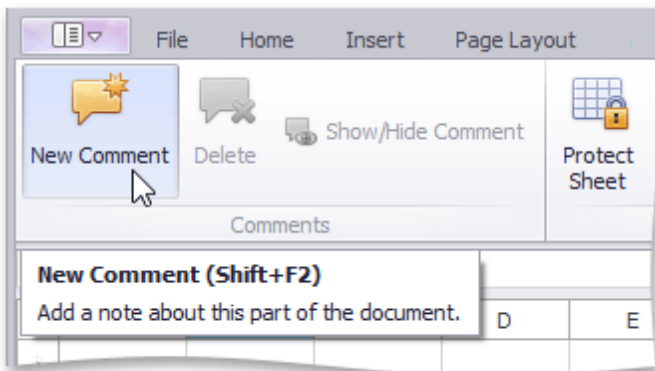 File Home Insert Page Layout
New Comment
Delete
Show/Hide Comment
Protect
Sheet
Comments
New Comment (Shift+F2)
Add a note about this part of the document.
D E